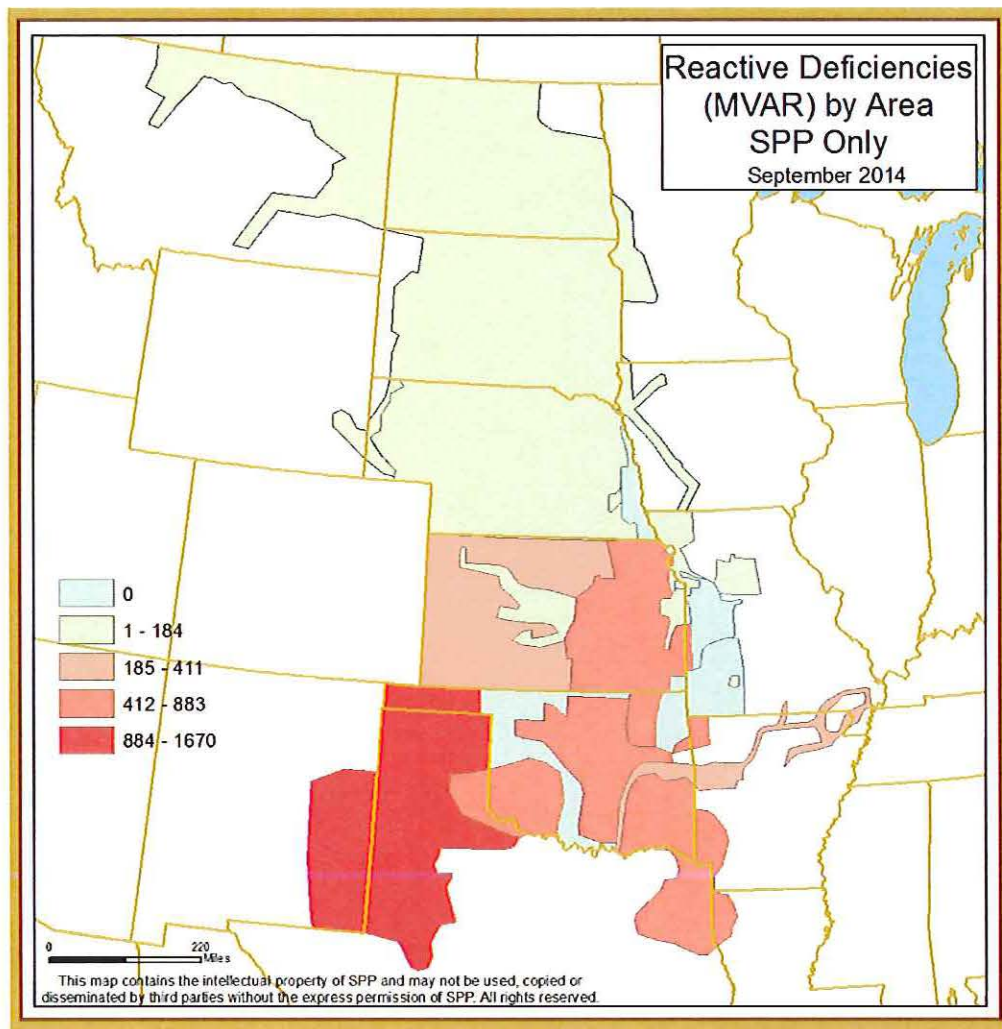 Reactive Deficiencies
(MVAR) by Area
SPP Only
September 2014
0
1 - 184
185 - 411
412 - 883
884 - 1670
0 220
Miles
This map contains the intellectual property of SPP and may not be used, copied or
disseminated by third parties without the express permission of SPP. All rights reserved.